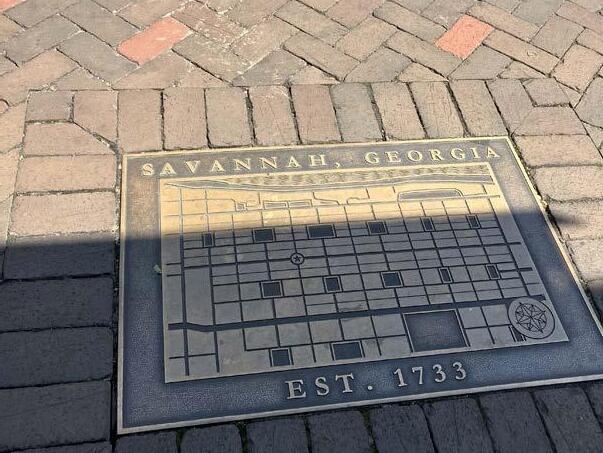 SAVANNAH, GEORGIA
EST. 1733